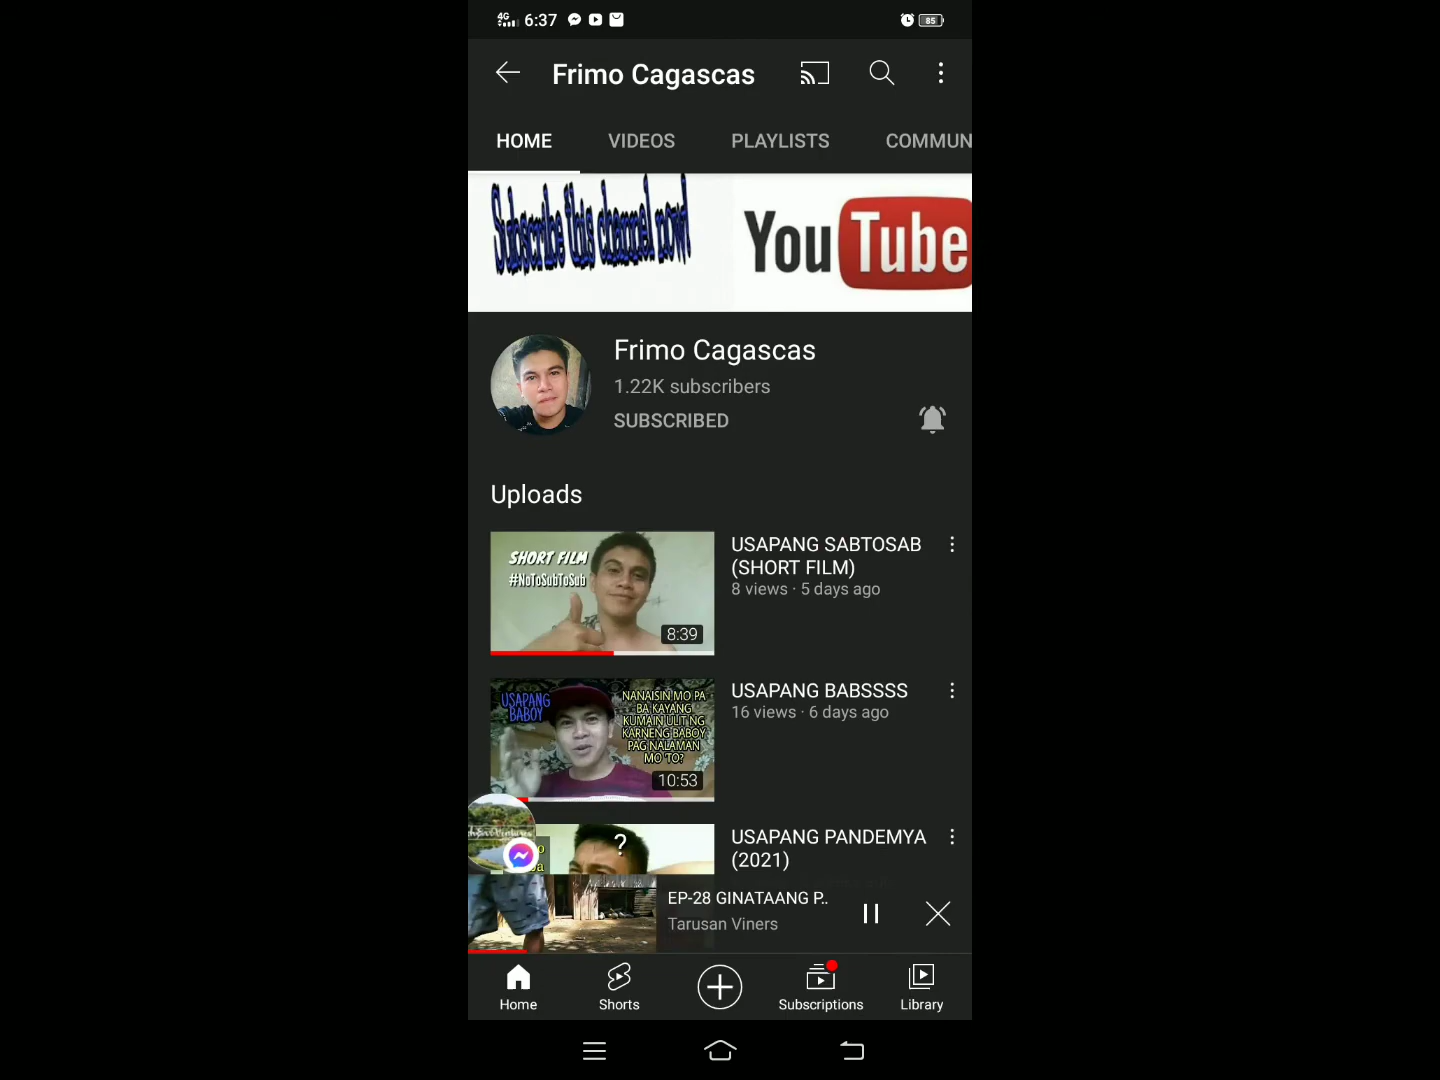 4G 6:37 85
Frimo Cagascas
HOME VIDEOS PLAYLISTS COMMUN
Subscribe this channel now!
YouTube
Frimo Cagascas
1.22K subscribers
SUBSCRIBED
Uploads
SHORT FILM
#NoToSubToSub
8:39
USAPANG SABTOSAB
(SHORT FILM)
8 views · 5 days ago
USAPANG
BABOY
NANAISIN MO PA
BA KAYANG
KUMAIN ULIT NG
KARNENG BABOY
PAG NALAMAN
MO 'TO?
10:53
USAPANG BABSSSS
16 views · 6 days ago
?
USAPANG PANDEMYA
(2021)
EP-28 GINATAANG P..
Tarusan Viners
Home Shorts Subscriptions Library